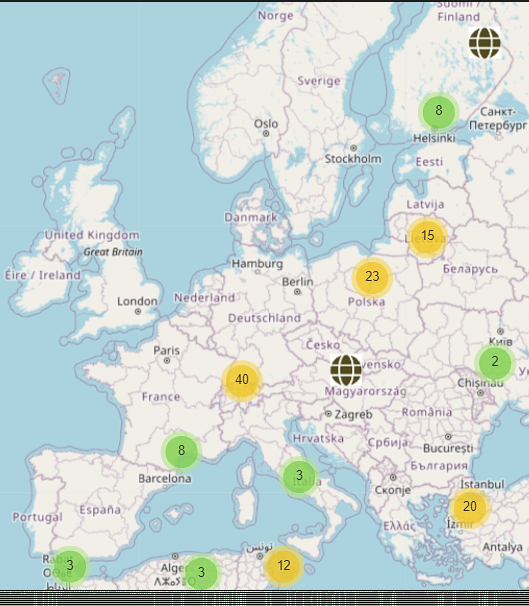 Suomi /
Finland
Norge
Sverige
8
Санкт-
Петербург
Helsinki
Oslo
Stockholm
Eesti
Latvija
Danmark
15
United Kingdom
Great Britain
Éire / Ireland
Hamburg
23
Беларусь
Berlin
Polska
London
Nederland
Deutschland
Київ
Česko
Paris
2
40
Chișinău
France
Magyarország
Zagreb
România
Hrvatska
Србија
București
8
България
Barcelona
3
Скопје
İstanbul
Portugal
España
20
Ελλάς
İzmir
Antalya
تونس
3
3
12